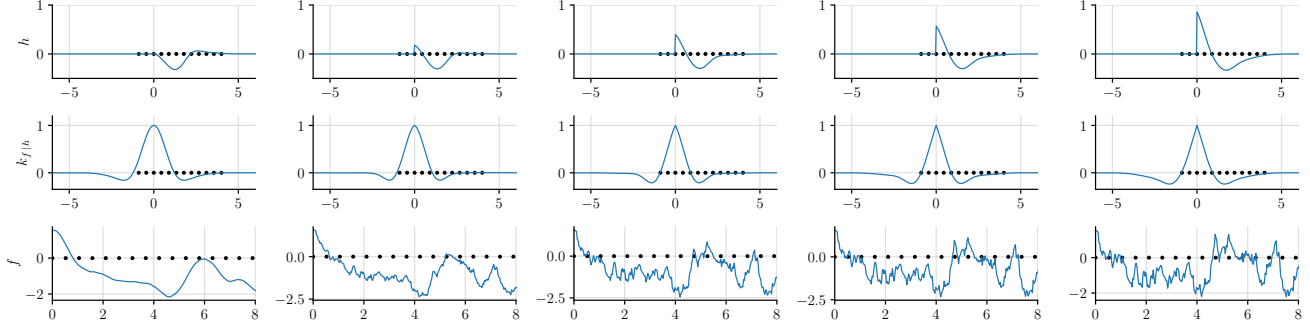 1 1 1 1 1
h
0 0 0 0 0
−5 0 5 −5 0 5 −5 0 5 −5 0 5 −5 0 5
1 1 1 1 1
k_{f | h}
0 0 0 0 0
−5 0 5 −5 0 5 −5 0 5 −5 0 5 −5 0 5
f
0 0.0 0.0 0.0 0
−2 −2.5 −2.5 −2.5 −2
0 2 4 6 8 0 2 4 6 8 0 2 4 6 8 0 2 4 6 8 0 2 4 6 8